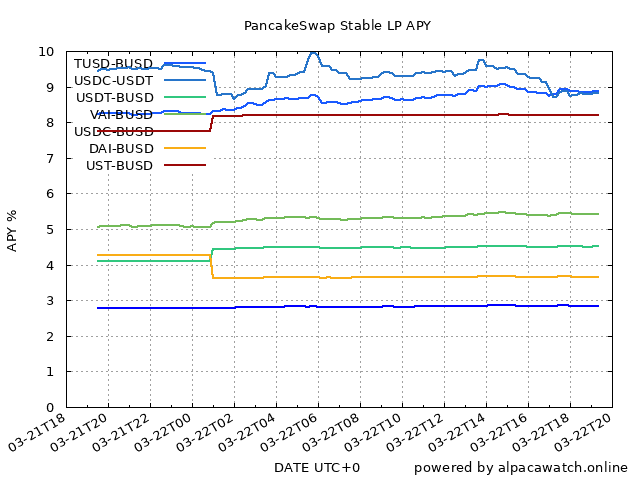 PancakeSwap Stable LP APY
10
9
8
7
6
5
4
3
2
1
0
APY %
TUSD-BUSD
USDC-USDT
USDT-BUSD
VAI-BUSD
USDC-BUSD
DAI-BUSD
UST-BUSD
03-21T18
03-21T20
03-21T22
03-22T00
03-22T02
03-22T04
03-22T06
03-22T08
03-22T10
03-22T12
03-22T14
03-22T16
03-22T18
03-22T20
DATE UTC+0
powered by alpacawatch.online